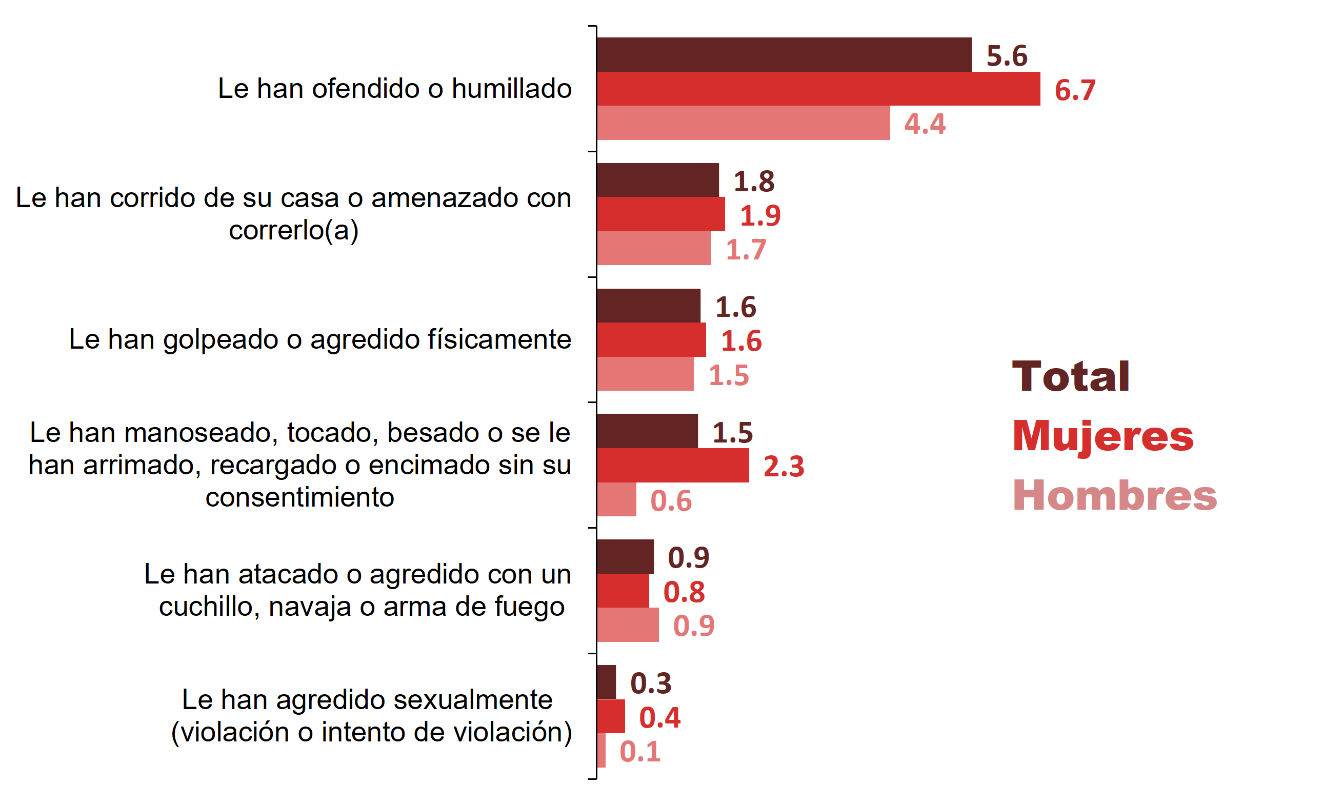 Le han ofendido o humillado
5.6
6.7
4.4
Le han corrido de su casa o amenazado con
correrlo(a)
1.8
1.9
1.7
Le han golpeado o agredido físicamente
1.6
1.6
1.5
Le han manoseado, tocado, besado o se le
han arrimado, recargado o encimado sin su
consentimiento
1.5
2.3
0.6
Le han atacado o agredido con un
cuchillo, navaja o arma de fuego
0.9
0.8
0.9
Le han agredido sexualmente
(violación o intento de violación)
0.3
0.4
0.1
Total
Mujeres
Hombres